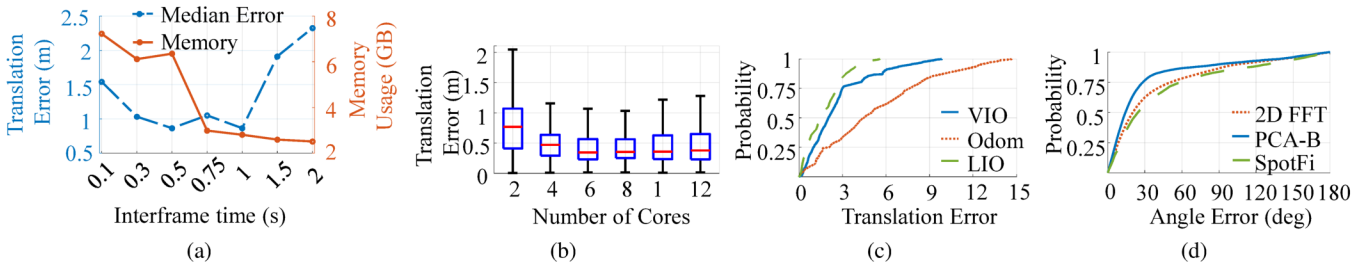 2.5
2
1.5
1
0.5
Translation
Error (m)
Median Error
Memory
8
6
4
2
Memory
Usage (GB)
0.1
0.3
0.5
0.75
1
1.5
2
Interframe time (s)
(a)
Translation
Error (m)
2
1.5
1
0.5
0
2 4 6 8 1 12
Number of Cores
(b)
Probability
1
0.75
0.5
0.25
VIO
Odom
LIO
0 3 6 9 12 15
Translation Error
(c)
Probability
1
0.75
0.5
0.25
2D FFT
PCA-B
SpotFi
0 30 60 90 130 180
Angle Error (deg)
(d)